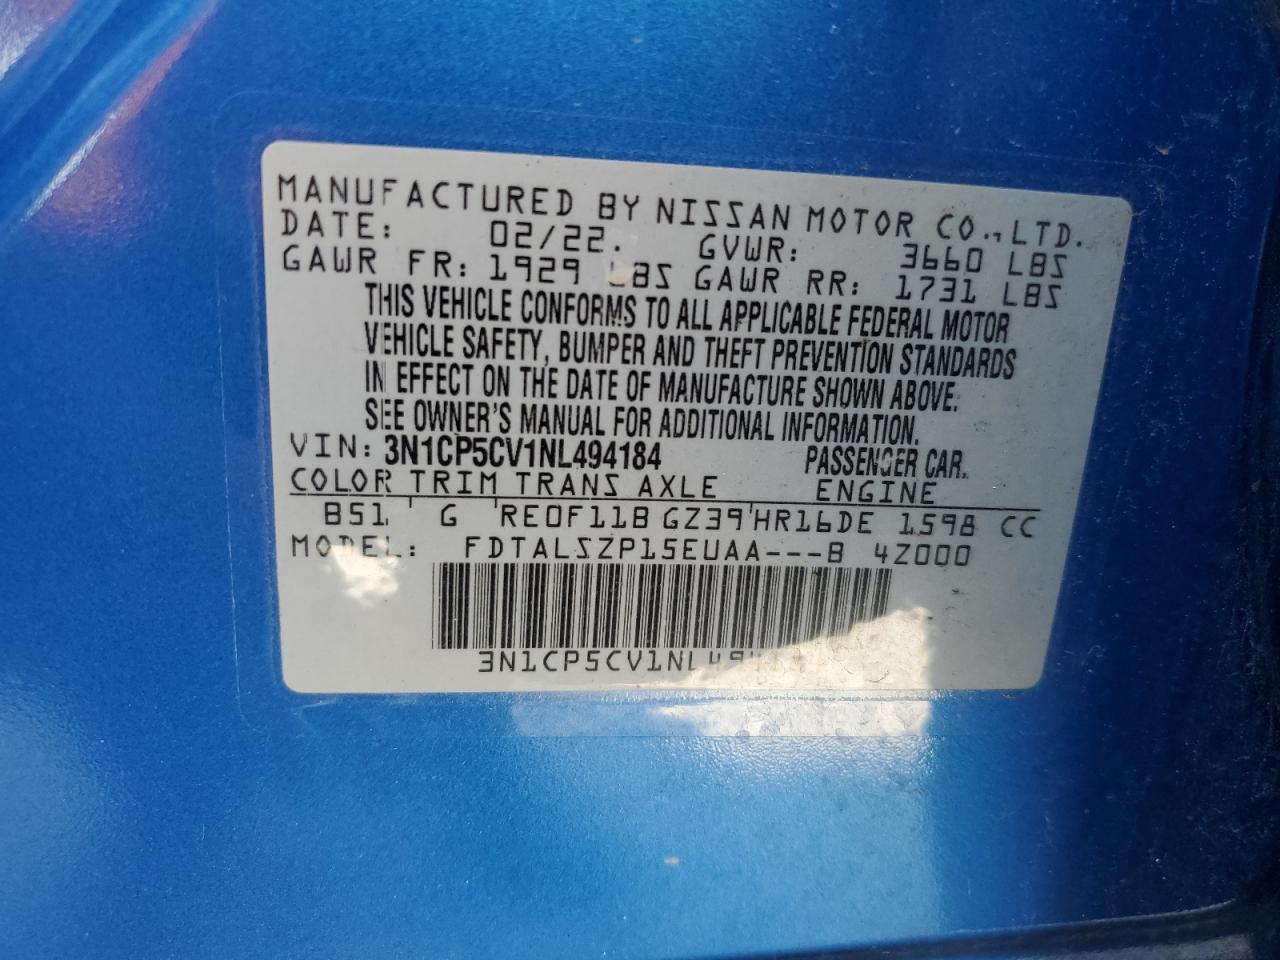 MANUFACTURED BY NISSAN MOTOR CO., LTD.
DATE: 02/22. GVWR: 3660 LBS
GAWR FR: 1929 LBS GAWR RR: 1731 LBS
THIS VEHICLE CONFORMS TO ALL APPLICABLE FEDERAL MOTOR
VEHICLE SAFETY, BUMPER AND THEFT PREVENTION STANDARDS
IN EFFECT ON THE DATE OF MANUFACTURE SHOWN ABOVE.
SEE OWNER'S MANUAL FOR ADDITIONAL INFORMATION.
VIN: 3N1CP5CV1NL494184 PASSENGER CAR.
COLOR TRIM TRANS AXLE ENGINE
B51 G RE0F11B GZ39 HR16DE 1598 CC
MODEL: FDTALSZP15EUAA---B 4Z000